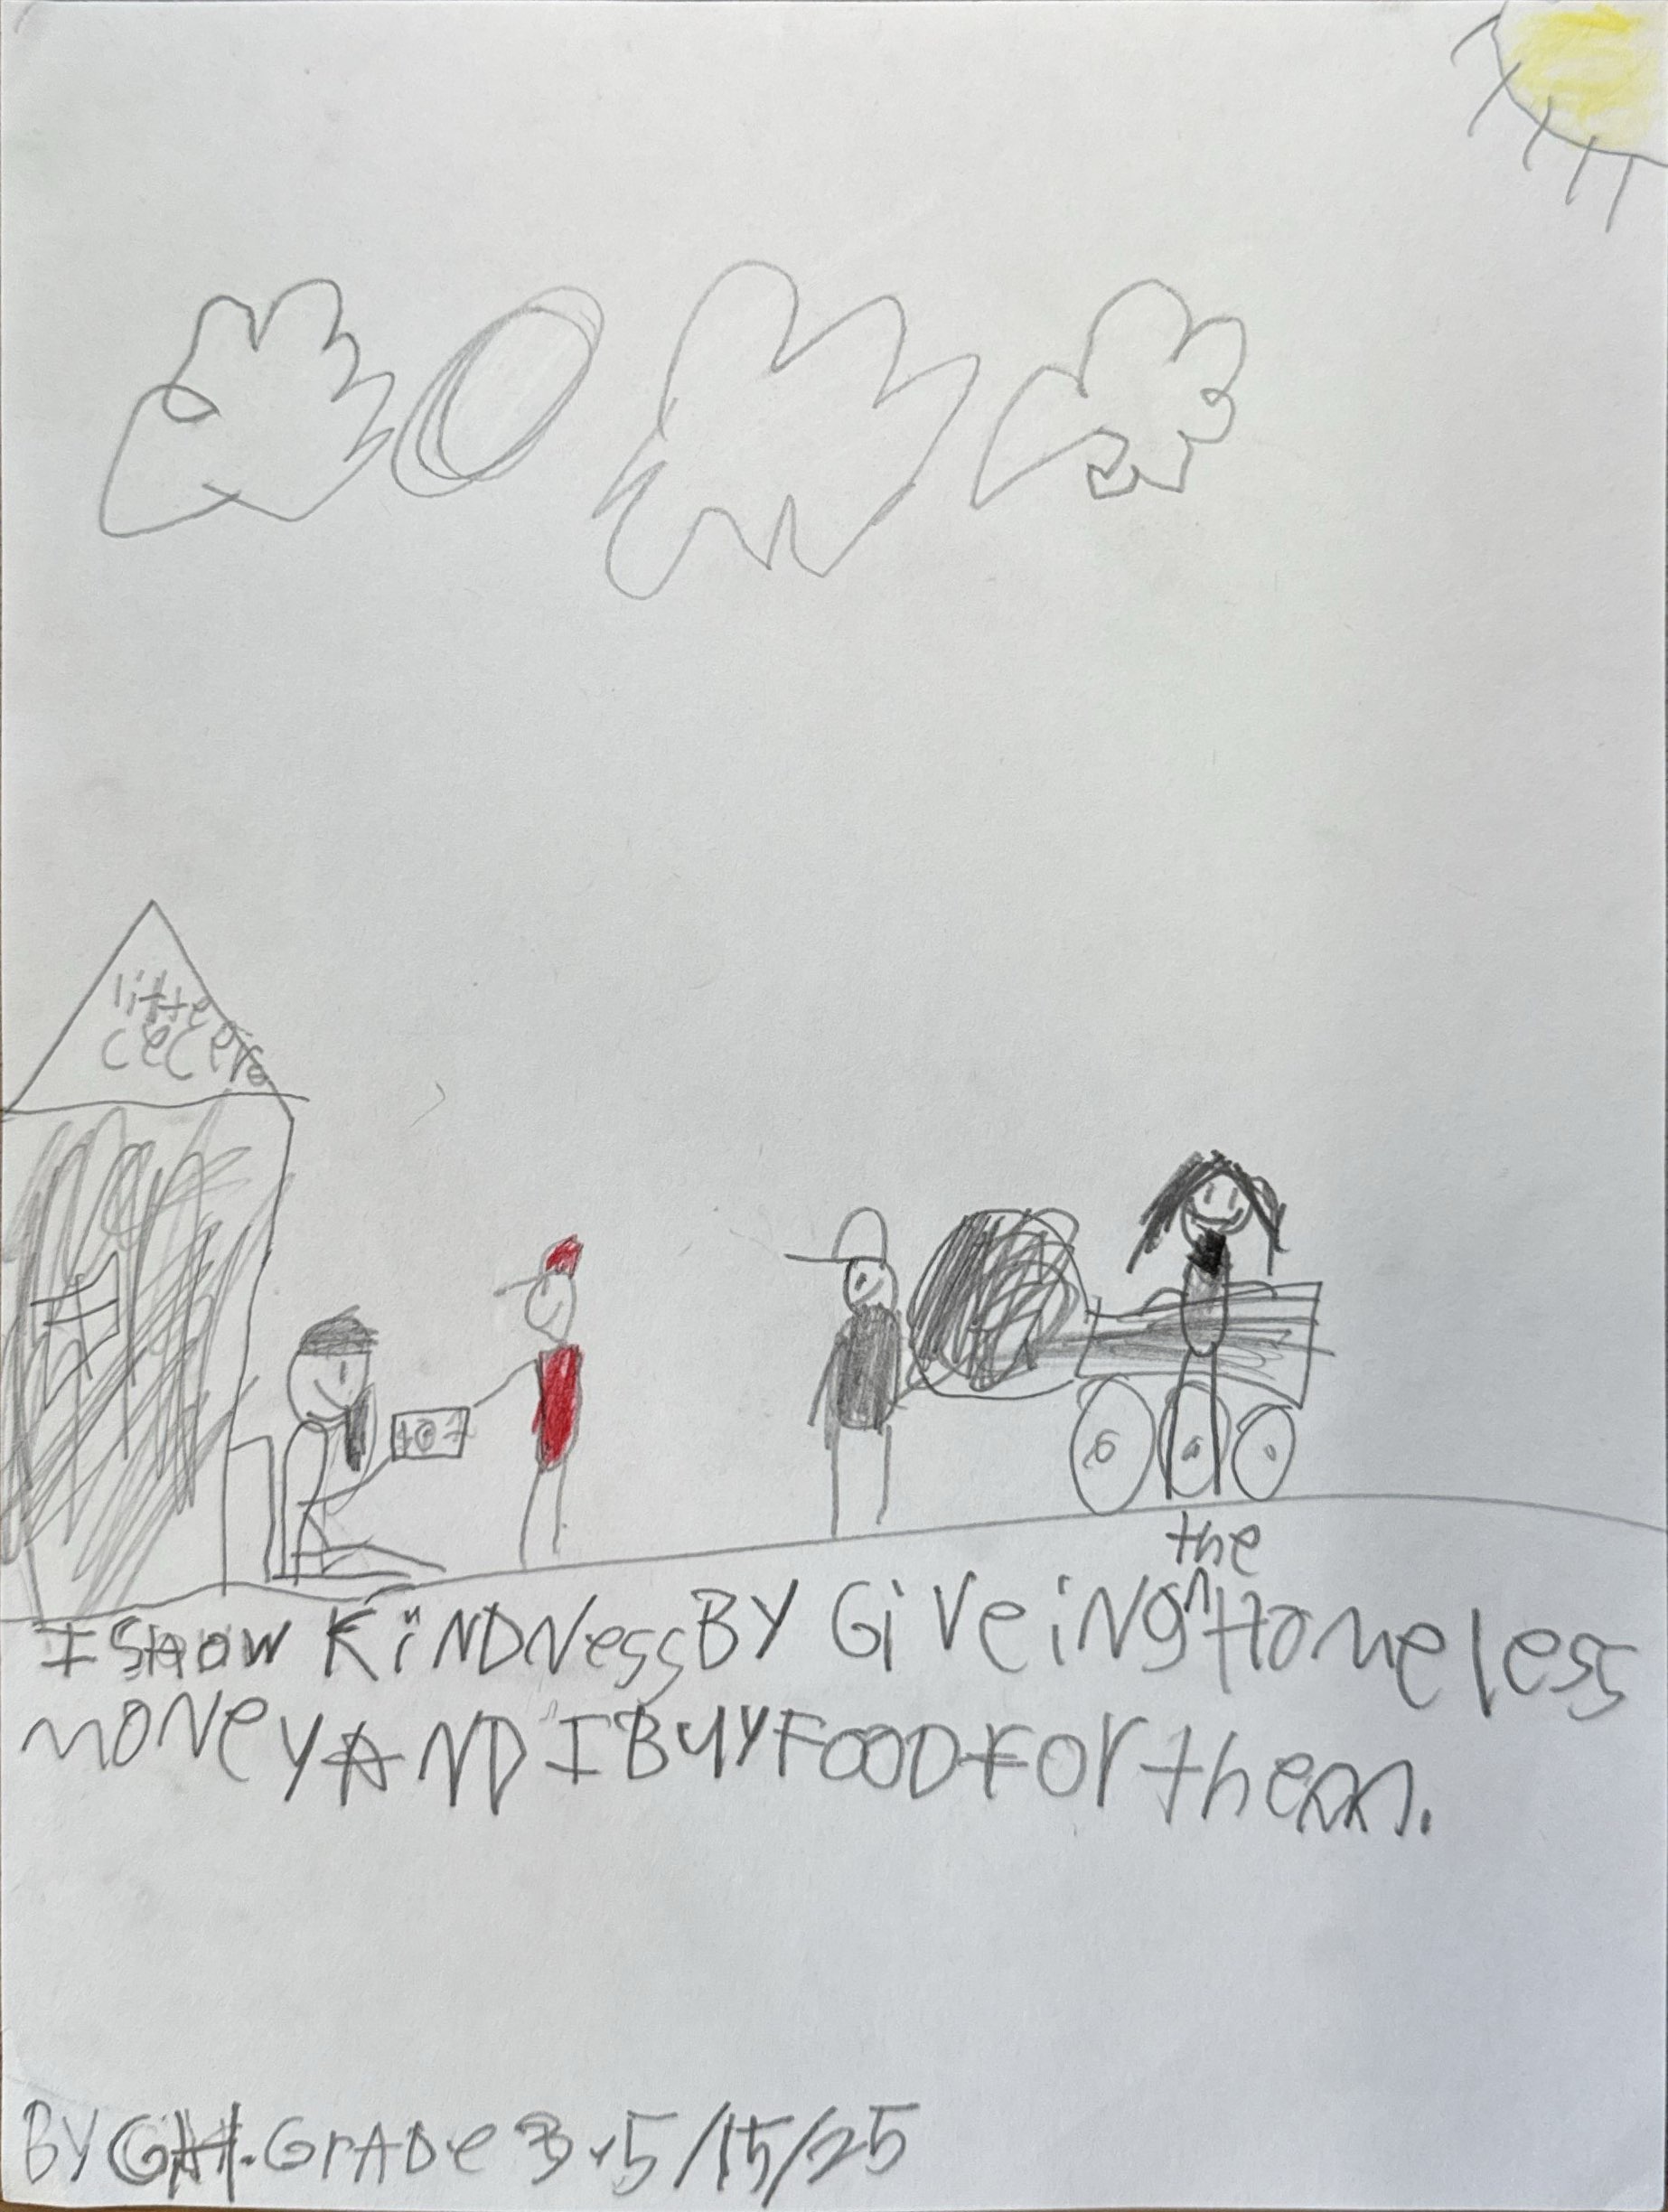 little
cecers
10
the
I SHOW KiNDNess BY GiVeiNg ^ Homeless
moNey AND I BUY FOOD For them.
BY GH. GrADe 3. 5/15/25